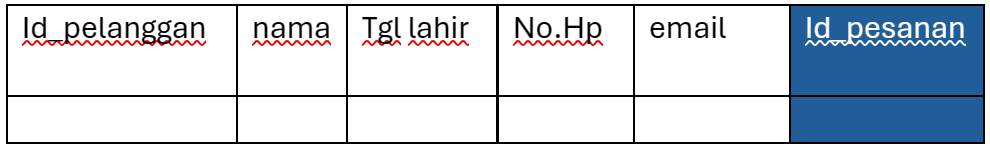 Id_pelanggan nama Tgl lahir No.Hp email Id_pesanan